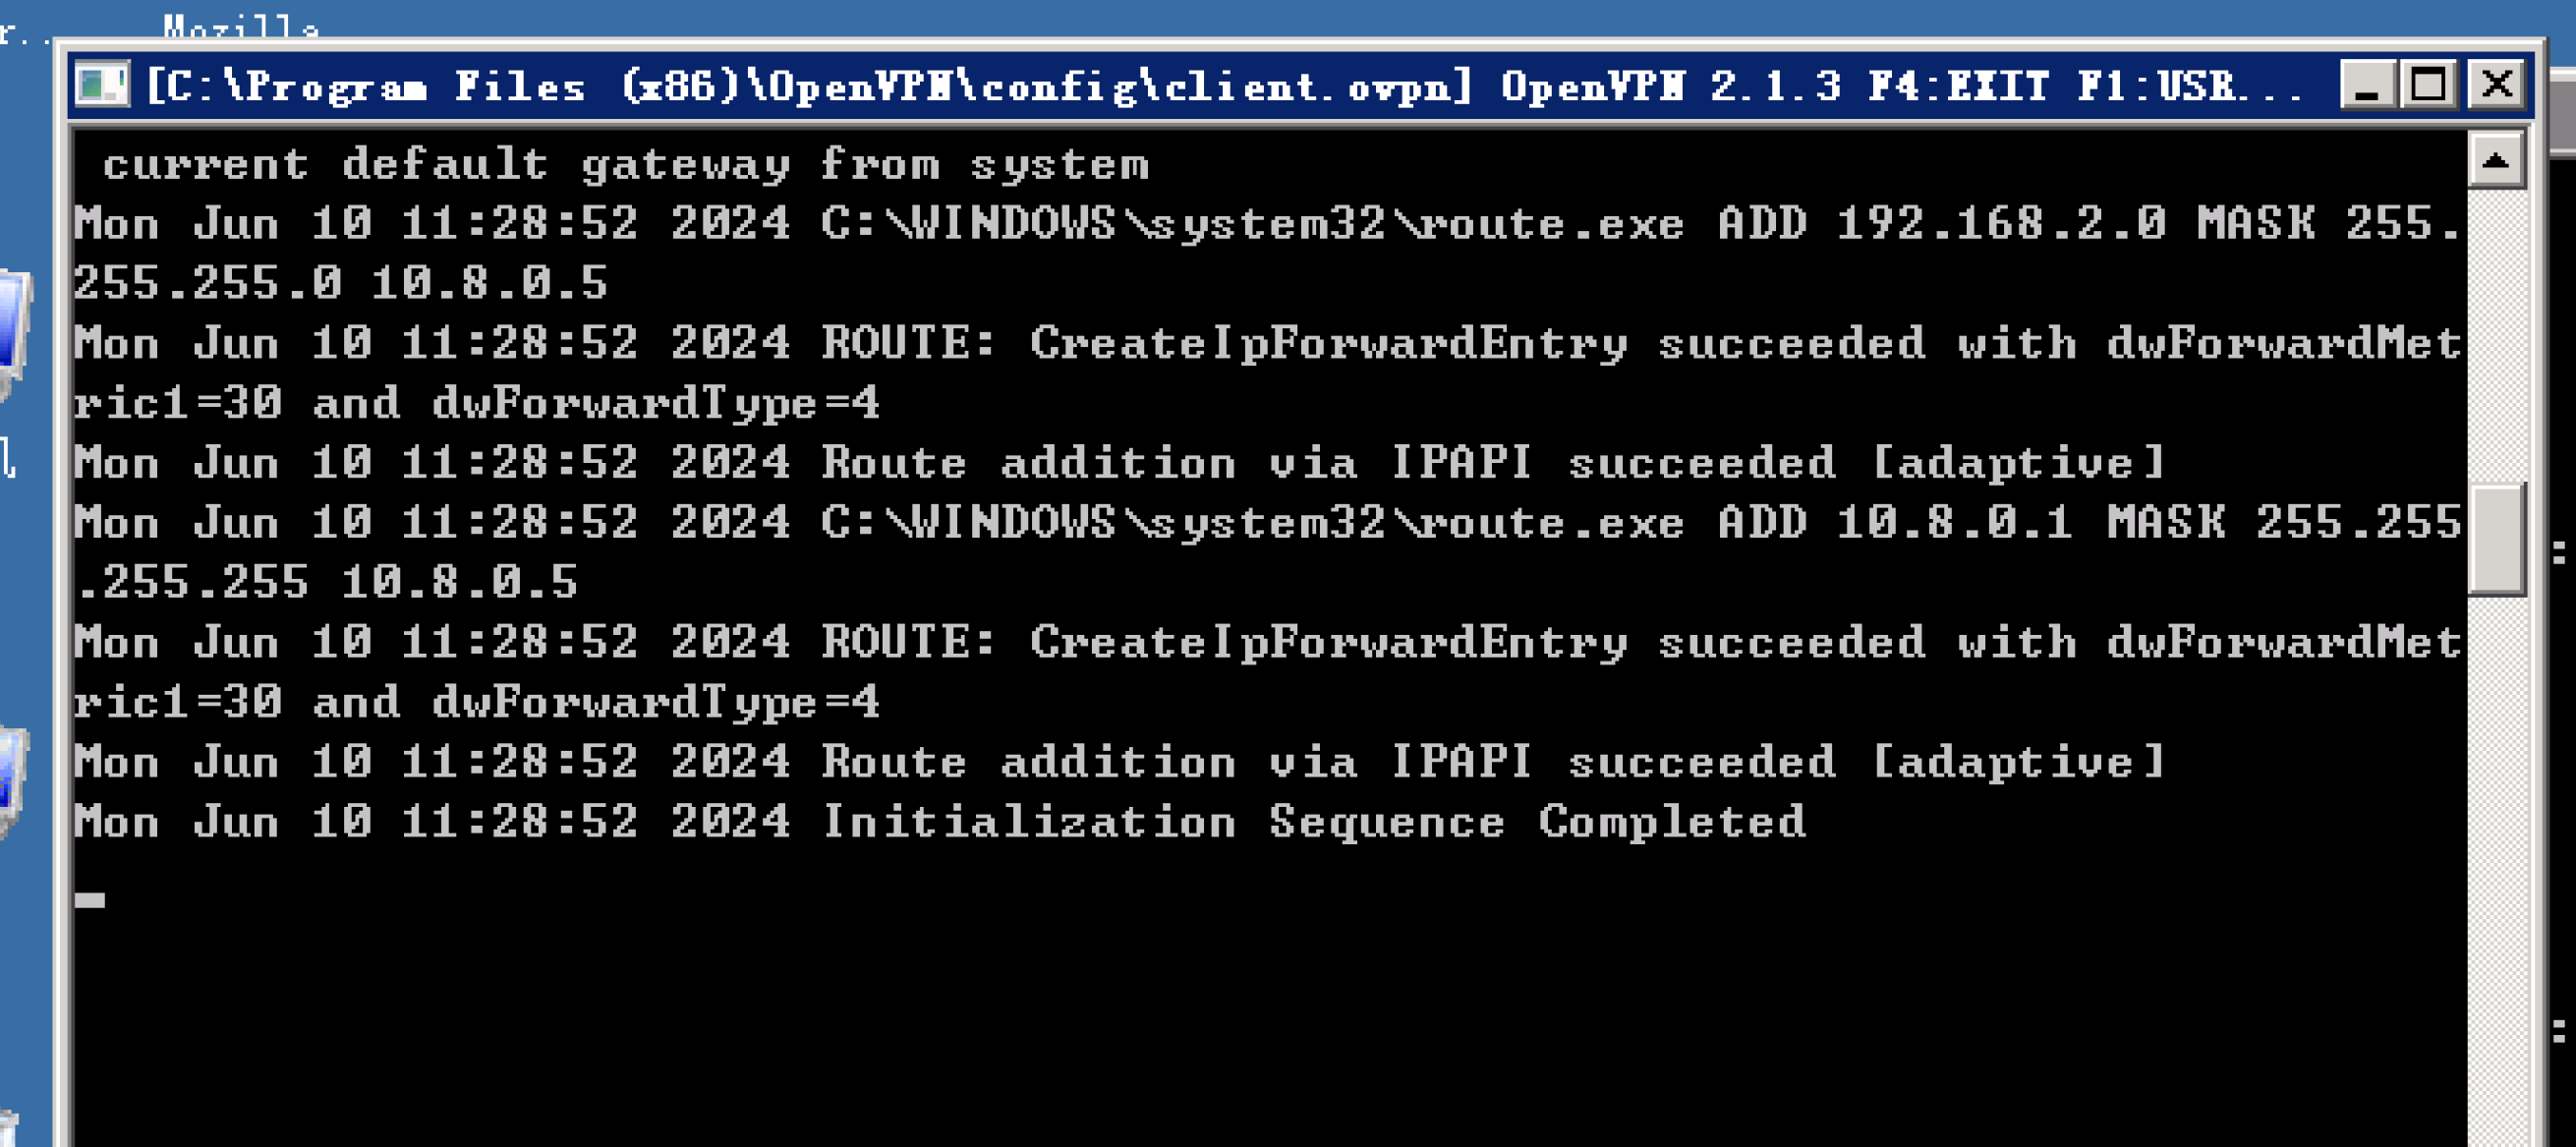 r..
Mozilla
[C:\Program Files (x86)\OpenVPN\config\client.ovpn] OpenVPN 2.1.3 F4:EXIT F1:USR...
current default gateway from system
Mon Jun 10 11:28:52 2024 C:\WINDOWS\system32\route.exe ADD 192.168.2.0 MASK 255.
255.255.0 10.8.0.5
Mon Jun 10 11:28:52 2024 ROUTE: CreateIpForwardEntry succeeded with dwForwardMet
ric1=30 and dwForwardType=4
Mon Jun 10 11:28:52 2024 Route addition via IPAPI succeeded [adaptive]
Mon Jun 10 11:28:52 2024 C:\WINDOWS\system32\route.exe ADD 10.8.0.1 MASK 255.255
.255.255 10.8.0.5
Mon Jun 10 11:28:52 2024 ROUTE: CreateIpForwardEntry succeeded with dwForwardMet
ric1=30 and dwForwardType=4
Mon Jun 10 11:28:52 2024 Route addition via IPAPI succeeded [adaptive]
Mon Jun 10 11:28:52 2024 Initialization Sequence Completed